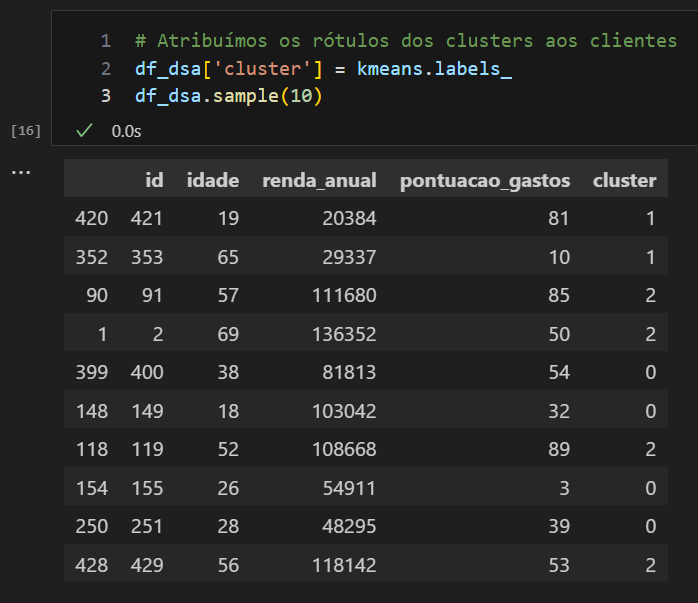 1 # Atribuímos os rótulos dos clusters aos clientes
2 df_dsa['cluster'] = kmeans.labels_
3 df_dsa.sample(10)
[16] 0.0s
...
id idade renda_anual pontuacao_gastos cluster
420 421 19 20384 81 1
352 353 65 29337 10 1
90 91 57 111680 85 2
1 2 69 136352 50 2
399 400 38 81813 54 0
148 149 18 103042 32 0
118 119 52 108668 89 2
154 155 26 54911 3 0
250 251 28 48295 39 0
428 429 56 118142 53 2